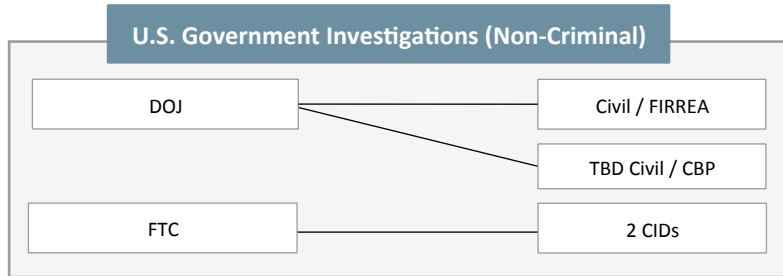 U.S. Government Investigations (Non-Criminal)
DOJ
Civil / FIRREA
TBD Civil / CBP
FTC
2 CIDs